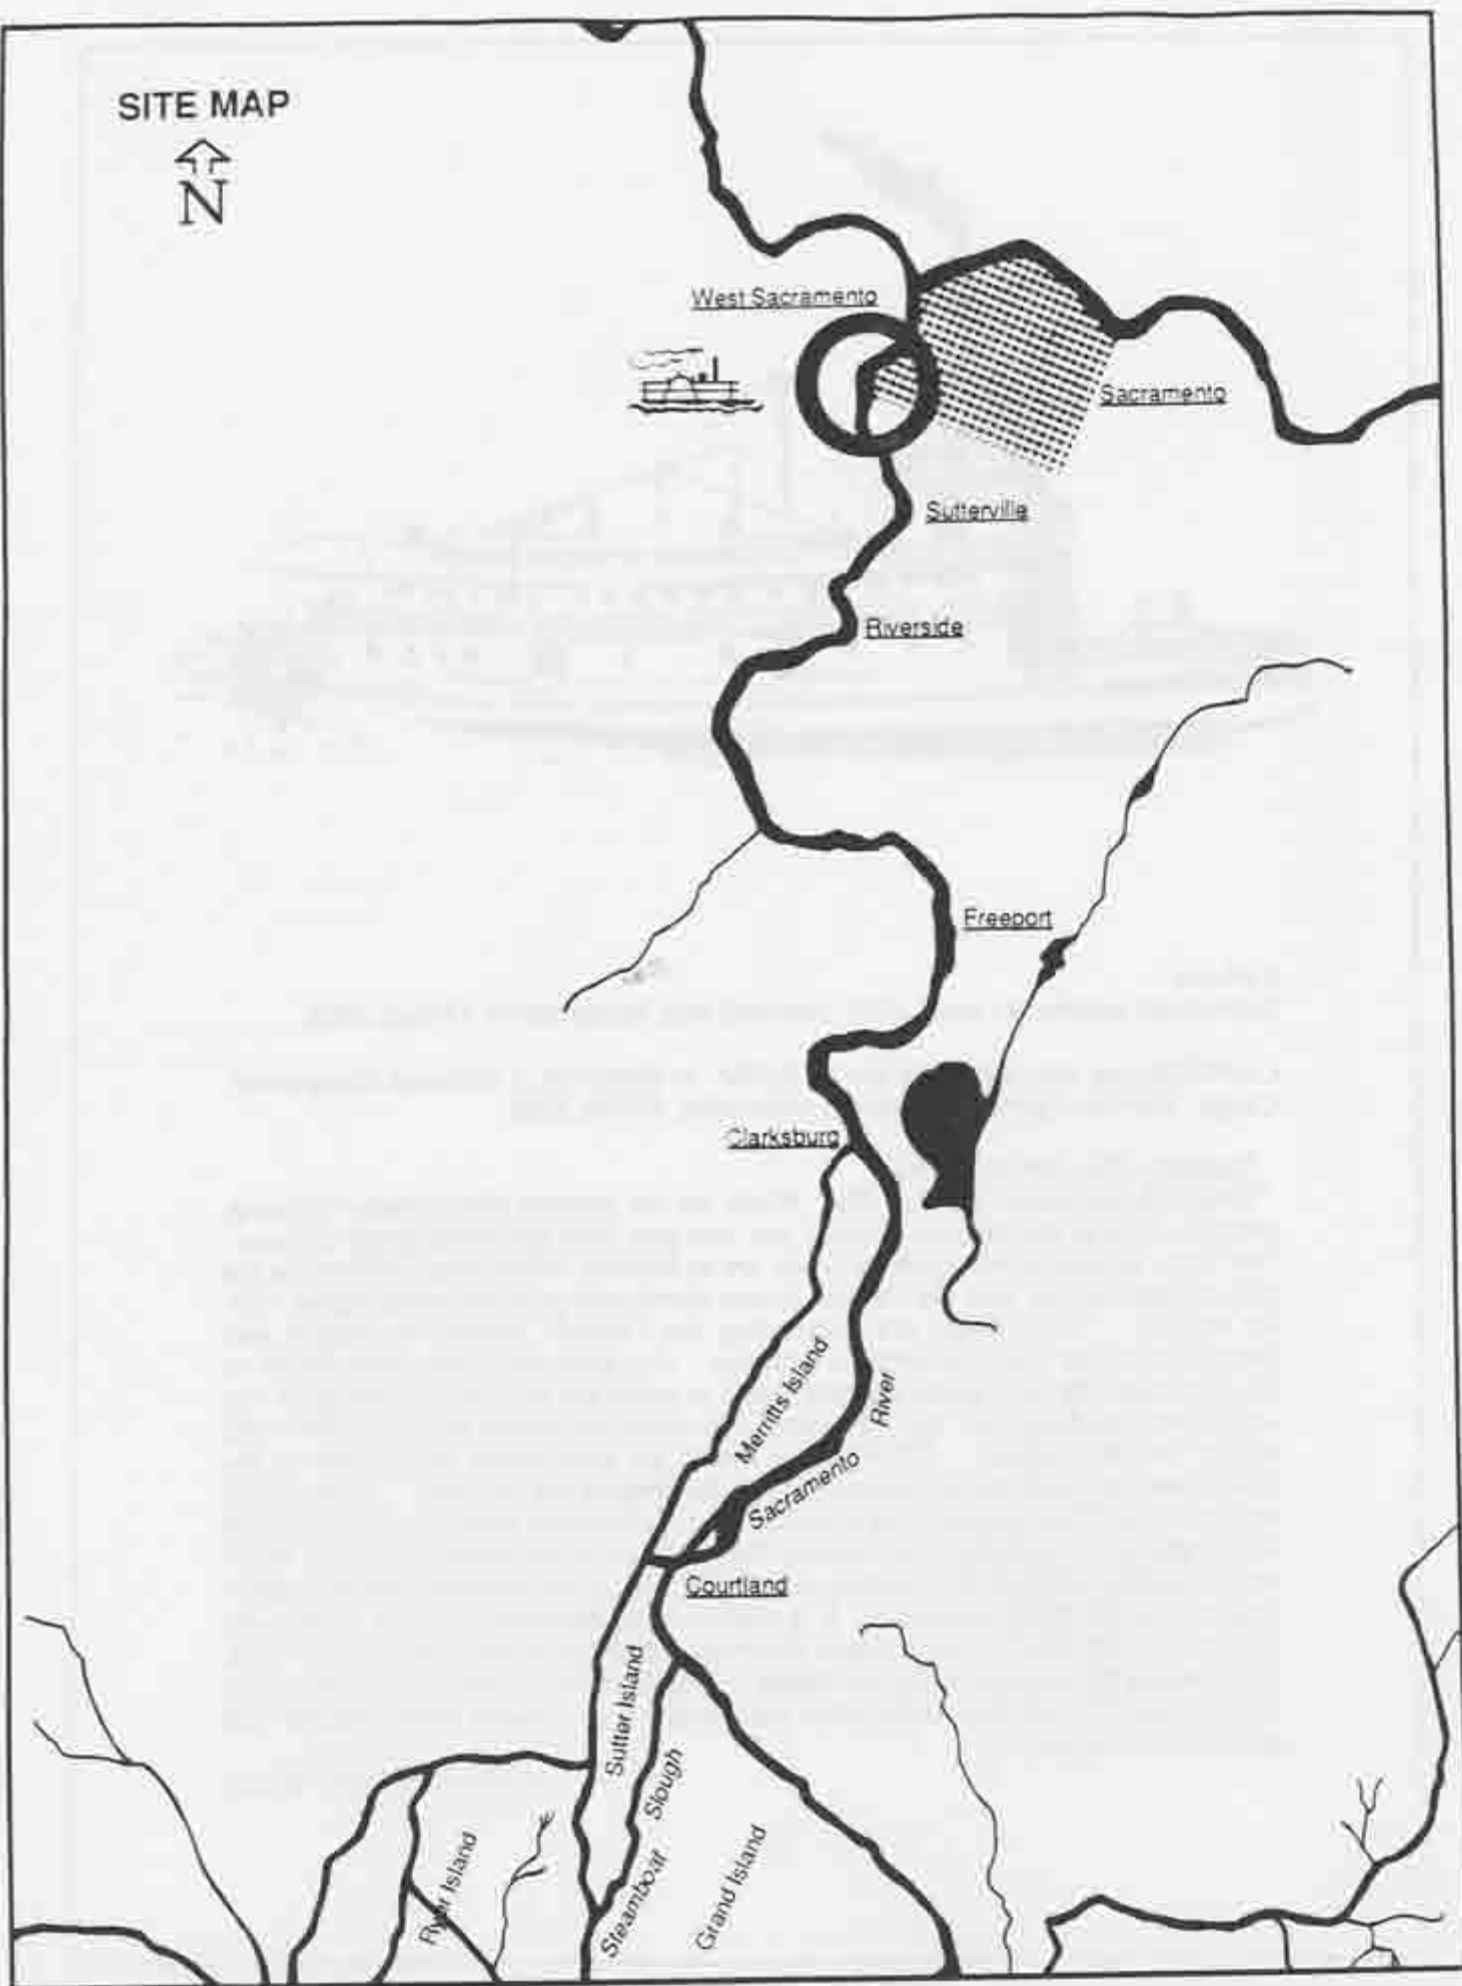 SITE MAP
N
West Sacramento
Sacramento
Sutterville
Riverside
Freeport
Clarksburg
Merritts Island
Sacramento River
Courtland
Sutter Island
Steamboat Slough
Grand Island
Island